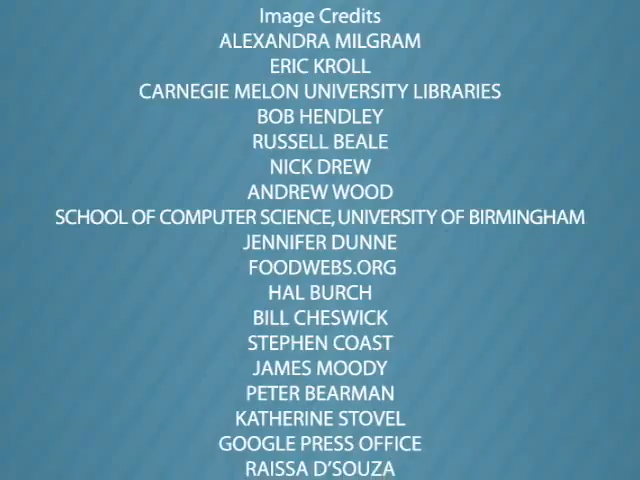 Image Credits
ALEXANDRA MILGRAM
ERIC KROLL
CARNEGIE MELON UNIVERSITY LIBRARIES
BOB HENDLEY
RUSSELL BEALE
NICK DREW
ANDREW WOOD
SCHOOL OF COMPUTER SCIENCE, UNIVERSITY OF BIRMINGHAM
JENNIFER DUNNE
FOODWEBS.ORG
HAL BURCH
BILL CHESWICK
STEPHEN COAST
JAMES MOODY
PETER BEARMAN
KATHERINE STOVEL
GOOGLE PRESS OFFICE
RAISSA D'SOUZA